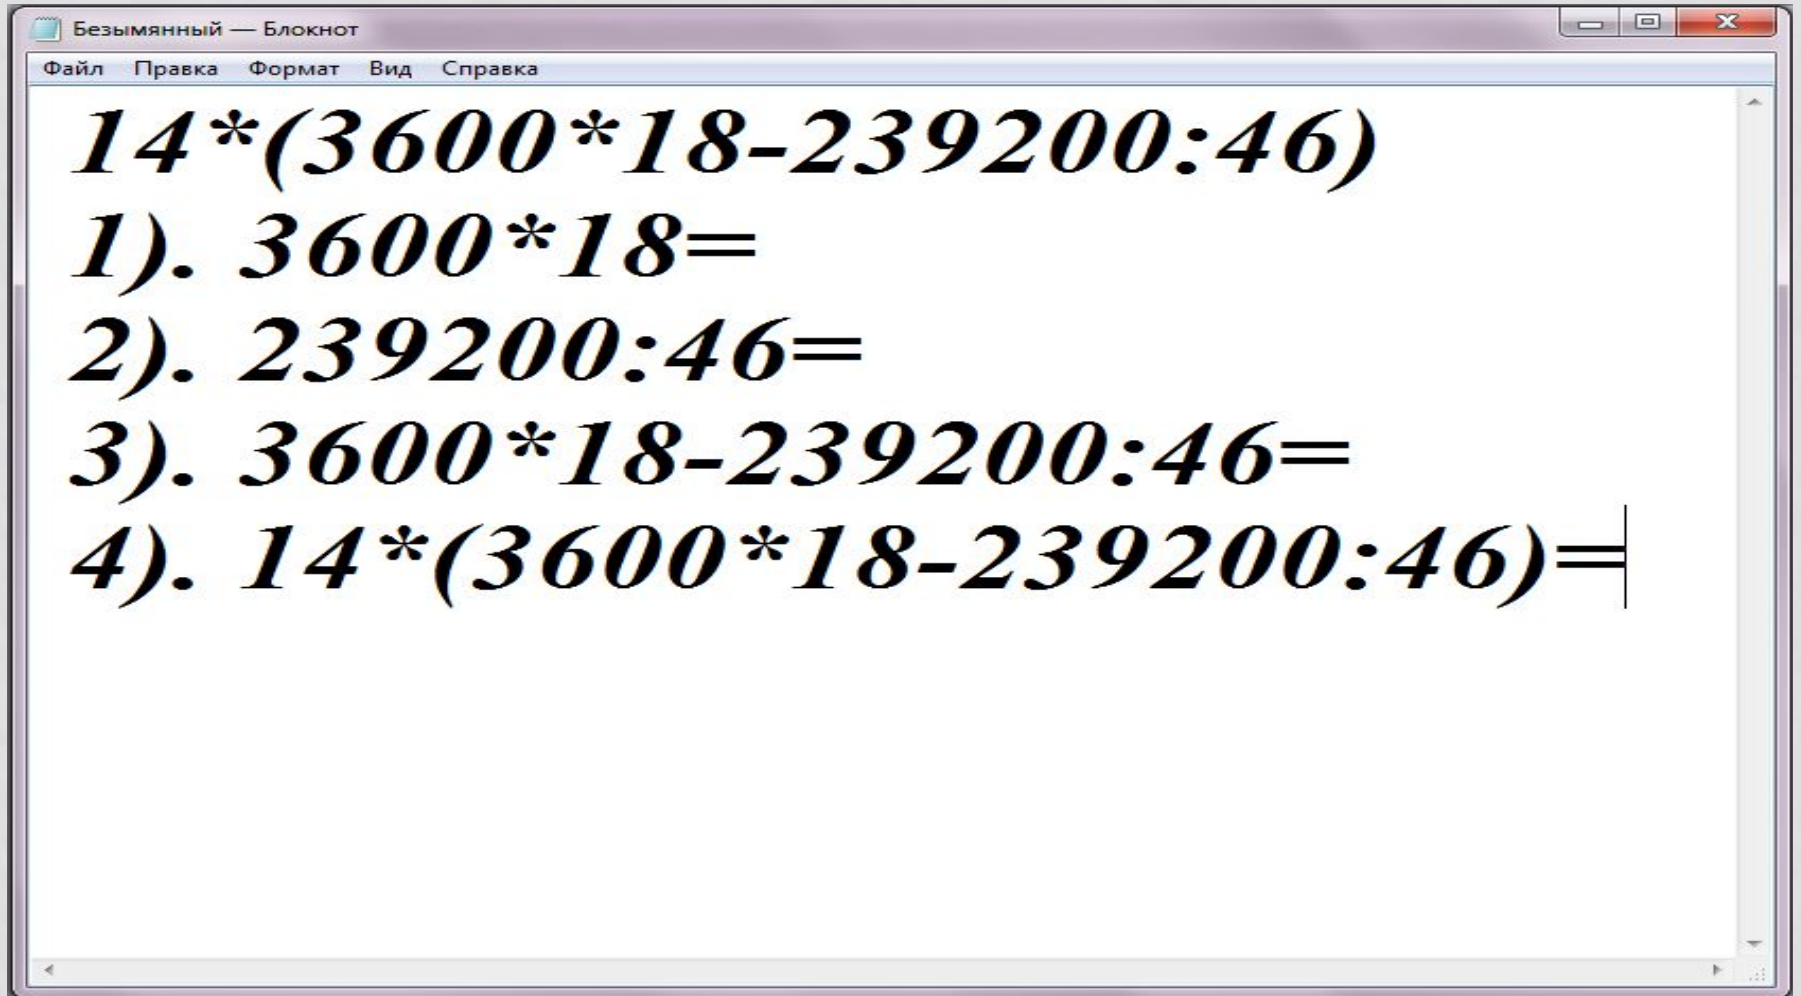 Безымянный — Блокнот
Файл Правка Формат Вид Справка
14*(3600*18-239200:46)
1). 3600*18=
2). 239200:46=
3). 3600*18-239200:46=
4). 14*(3600*18-239200:46)=